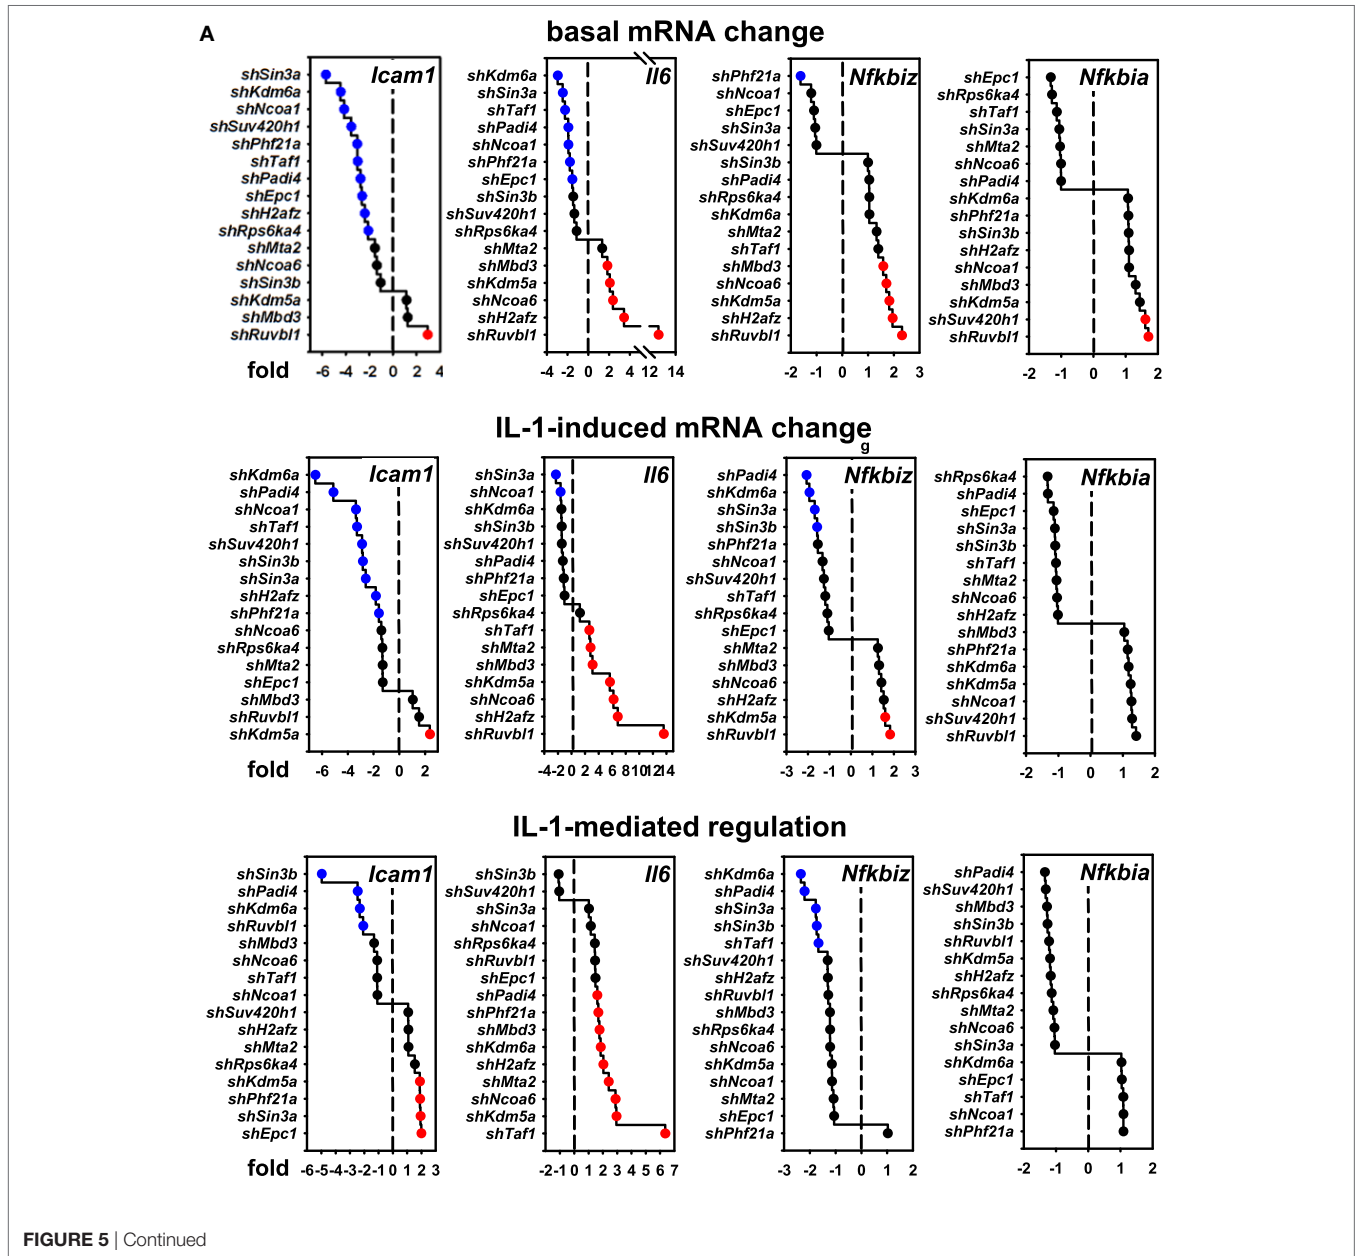 A
basal mRNA change
Icam1
shSin3a
shKdm6a
shNcoa1
shSuv420h1
shPhf21a
shTaf1
shPadi4
shEpc1
shH2afz
shRps6ka4
shMta2
shNcoa6
shSin3b
shKdm5a
shMbd3
shRuvbl1
fold
-6 -4 -2 0 2 4
Il6
shKdm6a
shSin3a
shTaf1
shPadi4
shNcoa1
shPhf21a
shEpc1
shSin3b
shSuv420h1
shRps6ka4
shMta2
shMbd3
shKdm5a
shNcoa6
shH2afz
shRuvbl1
-4 -2 0 2 4 12 14
Nfkbiz
shPhf21a
shNcoa1
shEpc1
shSin3a
shSuv420h1
shSin3b
shPadi4
shRps6ka4
shKdm6a
shMta2
shTaf1
shMbd3
shNcoa6
shKdm5a
shH2afz
shRuvbl1
-2 -1 0 1 2 3
Nfkbia
shEpc1
shRps6ka4
shTaf1
shSin3a
shMta2
shNcoa6
shPadi4
shKdm6a
shPhf21a
shSin3b
shH2afz
shNcoa1
shMbd3
shKdm5a
shSuv420h1
shRuvbl1
-2 -1 0 1 2
IL-1-induced mRNA change
g
Icam1
shKdm6a
shPadi4
shNcoa1
shTaf1
shSuv420h1
shSin3b
shSin3a
shH2afz
shPhf21a
shNcoa6
shRps6ka4
shMta2
shEpc1
shMbd3
shRuvbl1
shKdm5a
fold
-6 -4 -2 0 2
Il6
shSin3a
shNcoa1
shKdm6a
shSin3b
shSuv420h1
shPadi4
shPhf21a
shEpc1
shRps6ka4
shTaf1
shMta2
shMbd3
shKdm5a
shNcoa6
shH2afz
shRuvbl1
-4 -2 0 2 4 6 8 10 12 14
Nfkbiz
shPadi4
shKdm6a
shSin3a
shSin3b
shPhf21a
shNcoa1
shSuv420h1
shTaf1
shRps6ka4
shEpc1
shMta2
shMbd3
shNcoa6
shH2afz
shKdm5a
shRuvbl1
-3 -2 -1 0 1 2 3
Nfkbia
shRps6ka4
shPadi4
shEpc1
shSin3a
shSin3b
shTaf1
shMta2
shNcoa6
shH2afz
shMbd3
shPhf21a
shKdm6a
shKdm5a
shNcoa1
shSuv420h1
shRuvbl1
-2 -1 0 1 2
IL-1-mediated regulation
Icam1
shSin3b
shPadi4
shKdm6a
shRuvbl1
shMbd3
shNcoa6
shTaf1
shNcoa1
shSuv420h1
shH2afz
shMta2
shRps6ka4
shKdm5a
shPhf21a
shSin3a
shEpc1
fold
-6 -5 -4 -3 -2 -1 0 1 2 3
Il6
shSin3b
shSuv420h1
shSin3a
shNcoa1
shRps6ka4
shRuvbl1
shEpc1
shPadi4
shPhf21a
shMbd3
shKdm6a
shH2afz
shMta2
shNcoa6
shKdm5a
shTaf1
-2 -1 0 1 2 3 4 5 6 7
Nfkbiz
shKdm6a
shPadi4
shSin3a
shSin3b
shTaf1
shSuv420h1
shH2afz
shRuvbl1
shMbd3
shRps6ka4
shNcoa6
shKdm5a
shNcoa1
shMta2
shEpc1
shPhf21a
-3 -2 -1 0 1 2
Nfkbia
shPadi4
shSuv420h1
shMbd3
shSin3b
shRuvbl1
shKdm5a
shH2afz
shRps6ka4
shMta2
shNcoa6
shSin3a
shKdm6a
shEpc1
shTaf1
shNcoa1
shPhf21a
-2 -1 0 1 2
FIGURE 5 | Continued